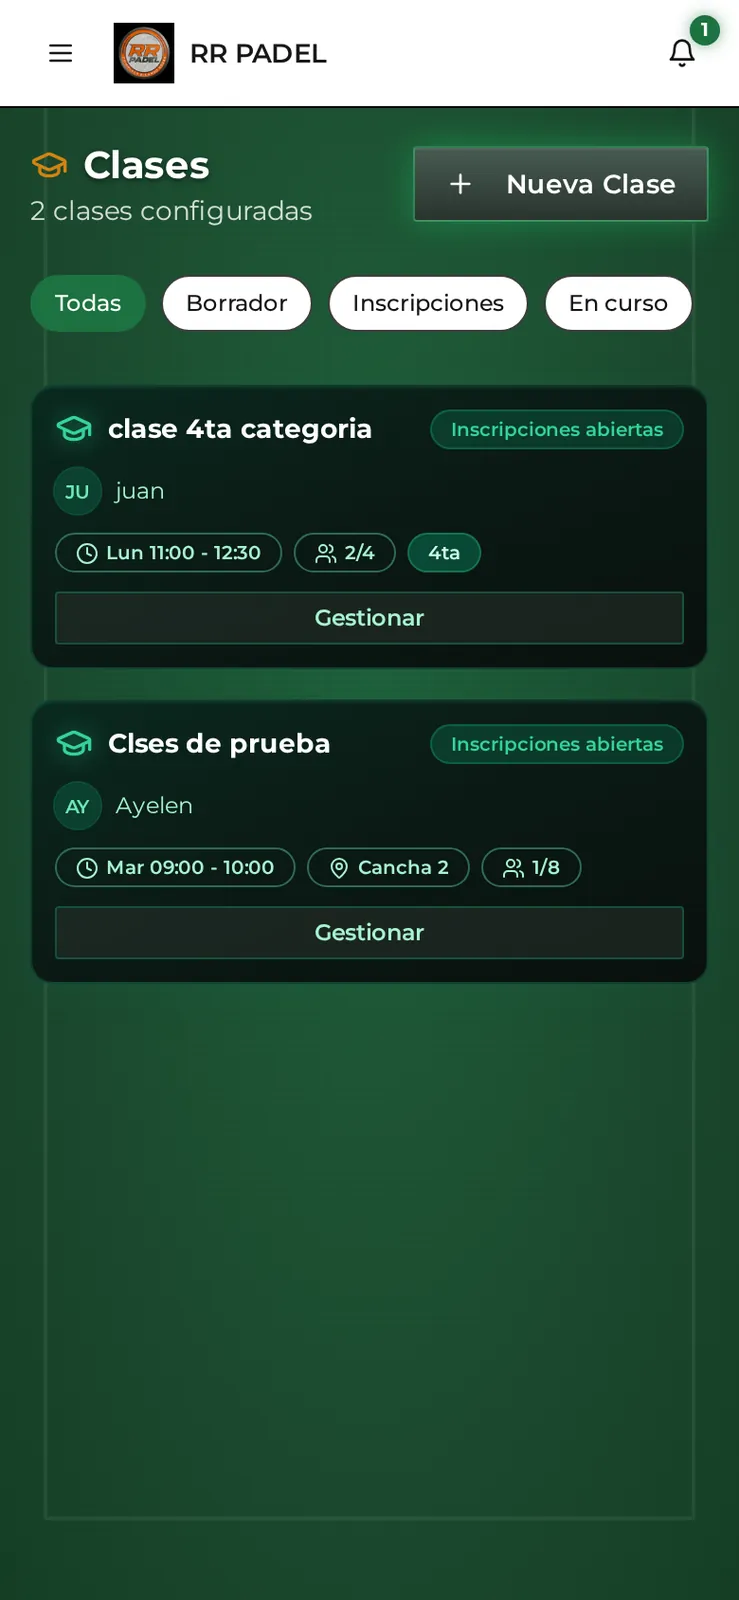 RR
PADEL
RR PADEL
1
Clases
2 clases configuradas
+ Nueva Clase
Todas
Borrador
Inscripciones
En curso
clase 4ta categoria
Inscripciones abiertas
JU
juan
Lun 11:00 - 12:30
2/4
4ta
Gestionar
Clses de prueba
Inscripciones abiertas
AY
Ayelen
Mar 09:00 - 10:00
Cancha 2
1/8
Gestionar